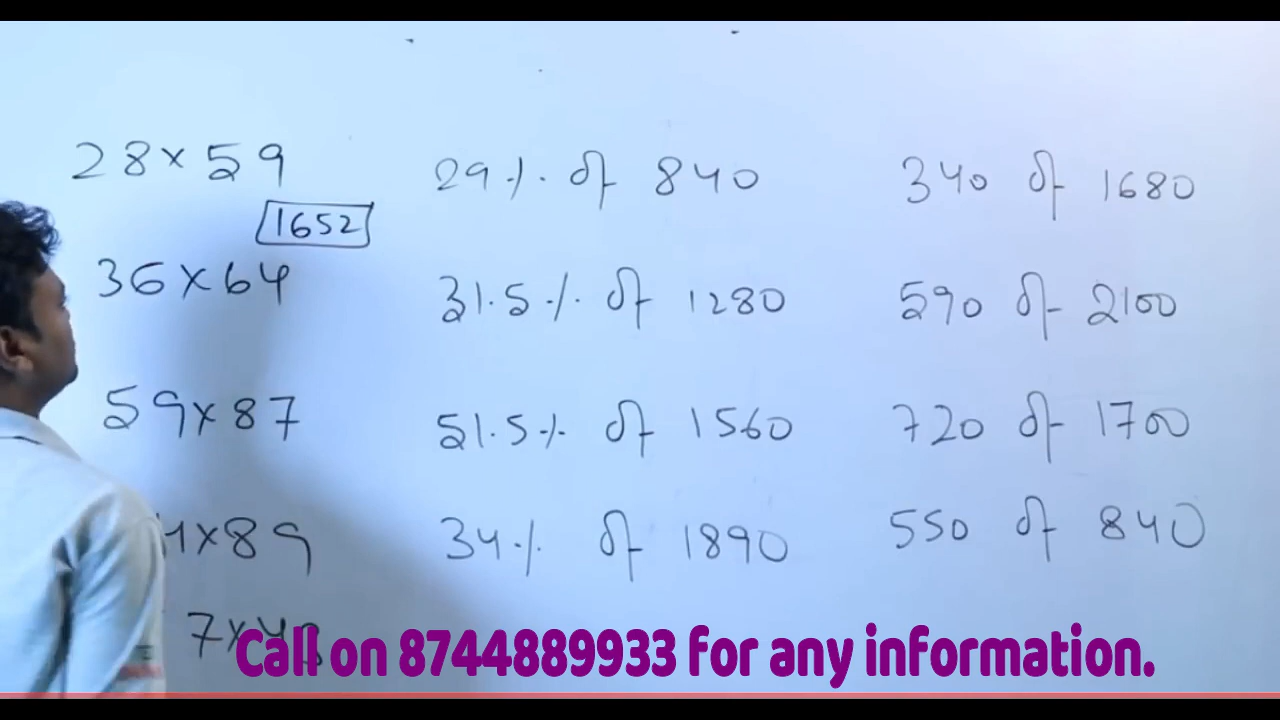 28×59
29% of 840
340 of 1680
1652
36×64
31.5% of 1280
590 of 2100
59×87
51.5% of 1560
720 of 1700
×89
34% of 1890
550 of 840
7×4
Call on 8744889933 for any information.